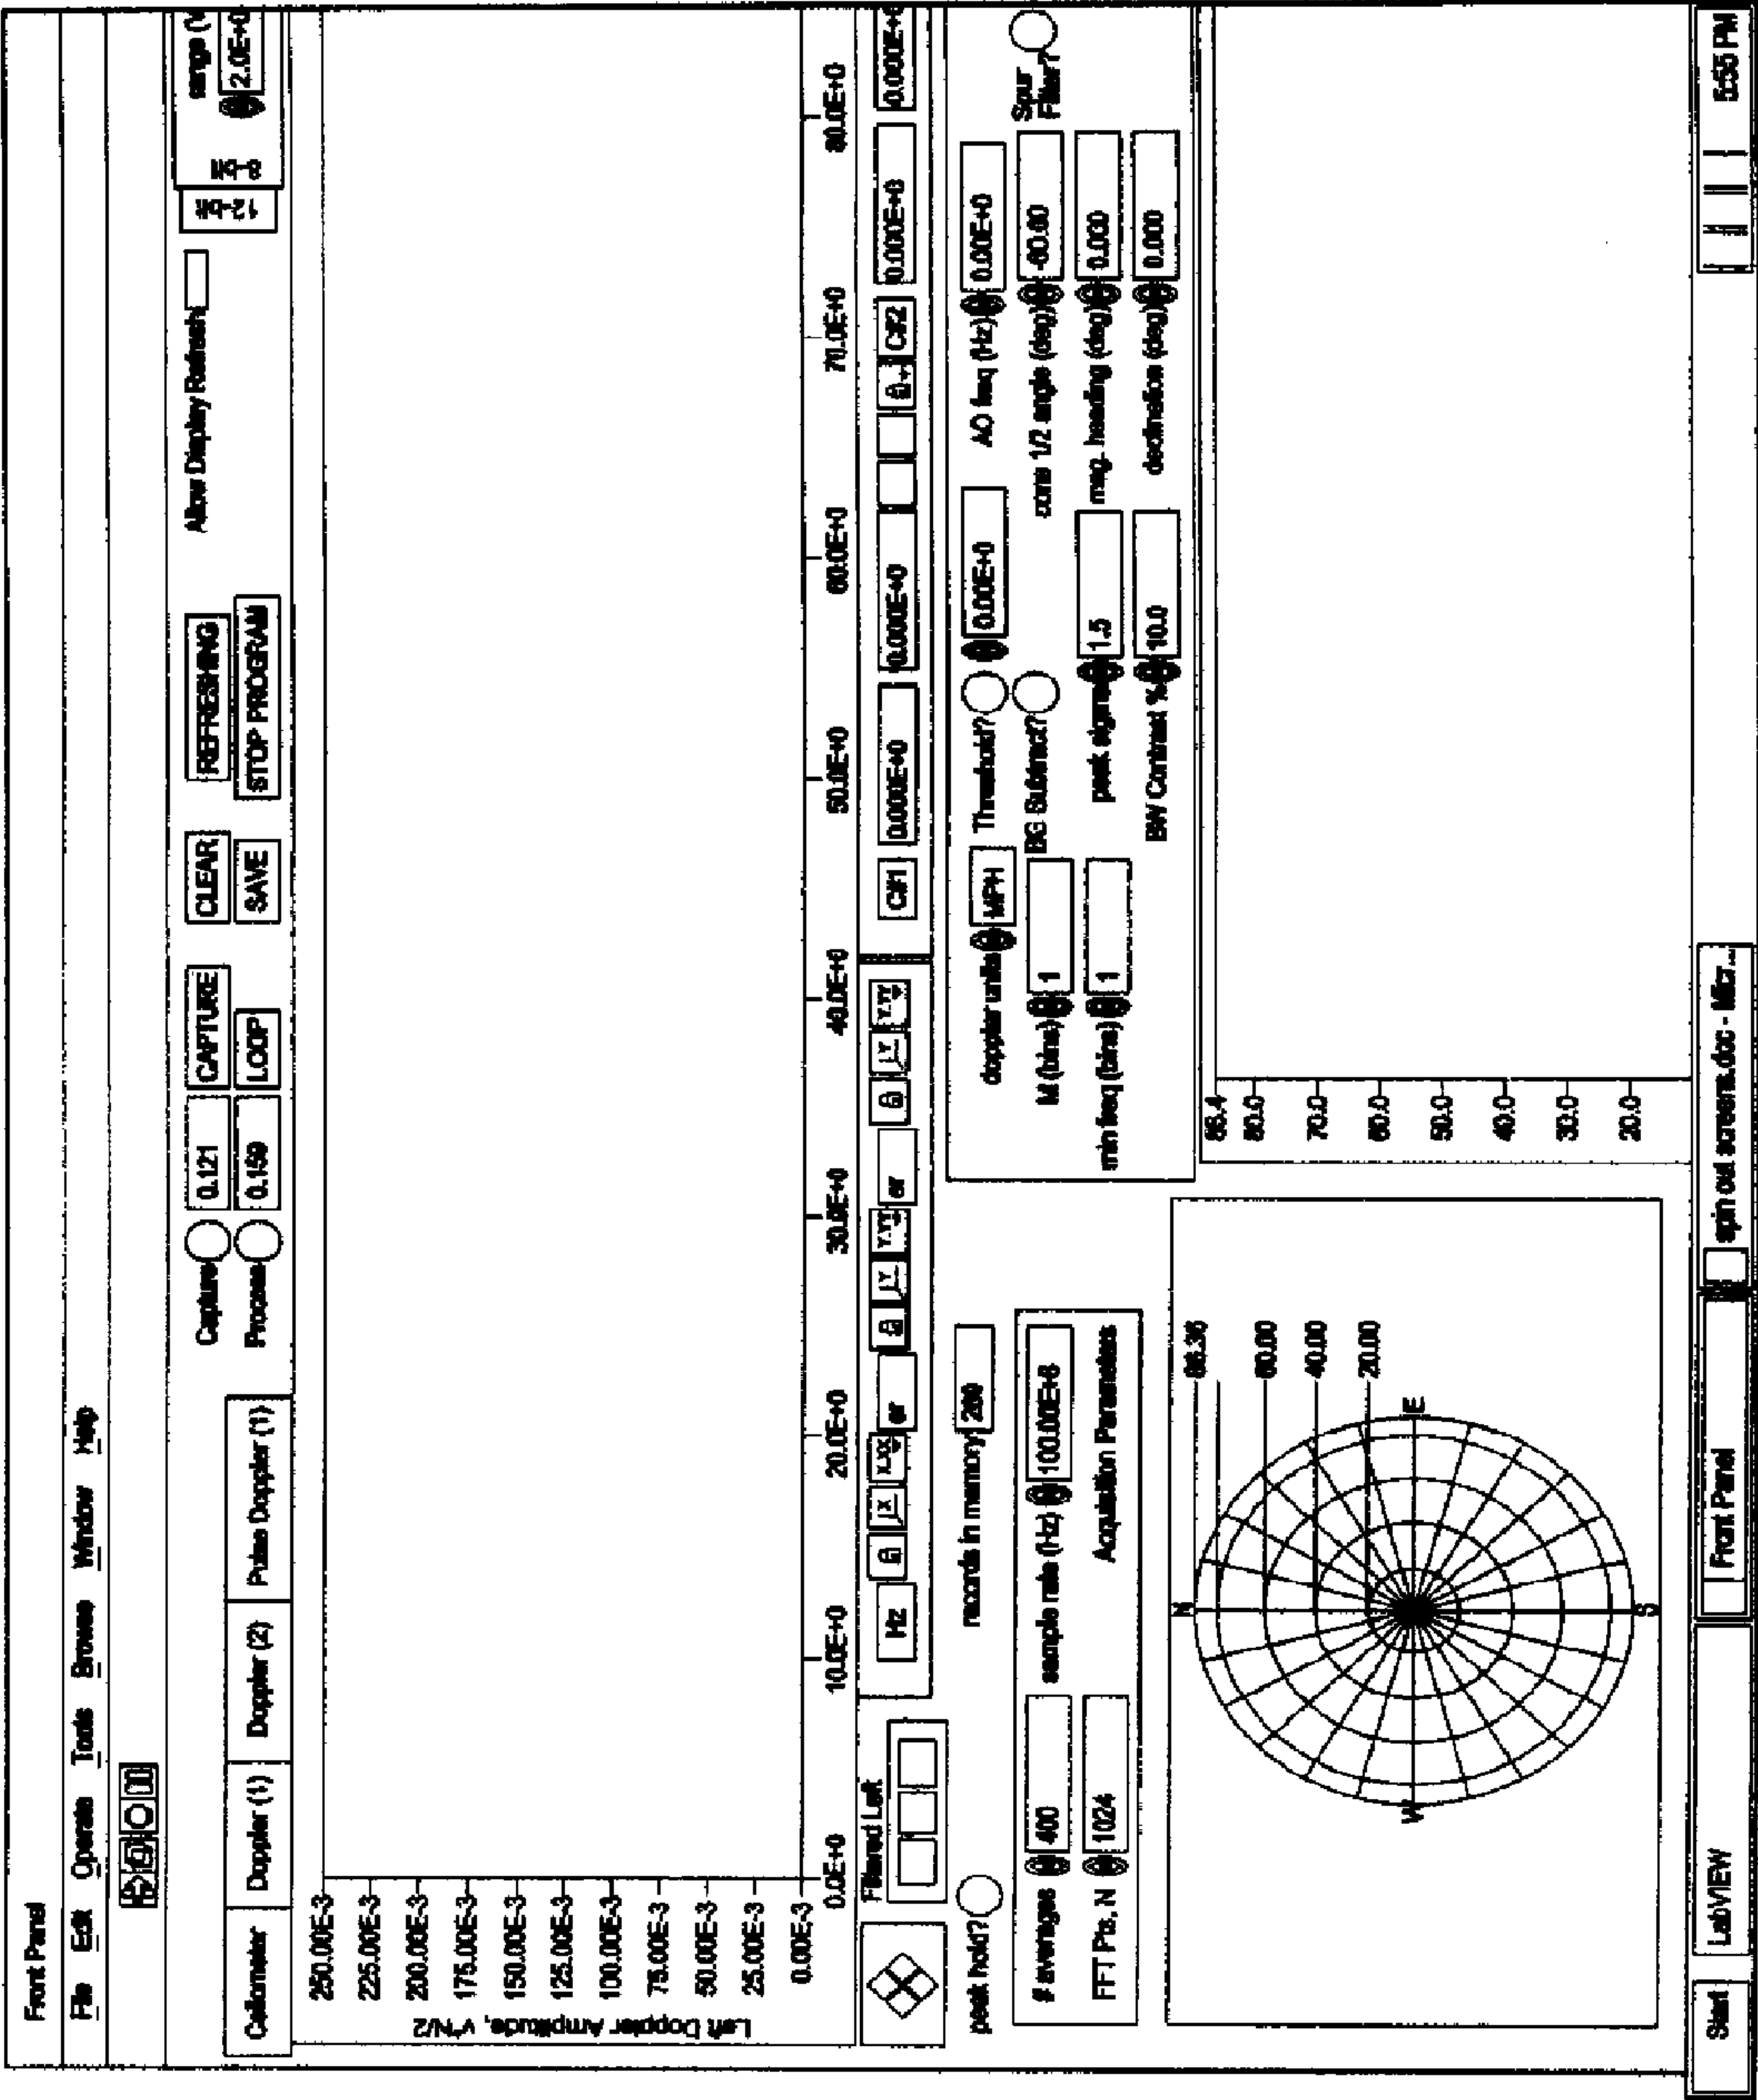 Front Panel
File Edit Operate Tools Browse Window Help
Ceilometer Doppler (1) Doppler (2) Pulse Doppler (1)
Capture 0.121 CAPTURE CLEAR REFRESHING Allow Display Refresh
Process 0.159 LOOP SAVE STOP PROGRAM
12-bit 8-bit
range (V
2.0E+0
Left Doppler Amplitude, V^N/2
250.00E-3
225.00E-3
200.00E-3
175.00E-3
150.00E-3
125.00E-3
100.00E-3
75.00E-3
50.00E-3
25.00E-3
0.00E-3
0.0E+0 10.0E+0 20.0E+0 30.0E+0 40.0E+0 50.0E+0 60.0E+0 70.0E+0 80.0E+0
Filtered Left
Hz X X.XX er Y Y.YY er Y Y.YY C#1 0.000E+0 0.000E+0 C#2 0.000E+0 0.000E+0
peak hold? records in memory 200
# averages 400 sample rate (Hz) 100.00E+6
FFT Pts, N 1024 Acquisition Parameters
doppler units MPH Threshold? 0.00E+0 AO freq (Hz) 0.00E+0
M (bins) 1 BG Subtract? cone 1/2 angle (deg) -60.00 Spur Filter?
min freq (bins) 1 peak sigma 1.5 mag. heading (deg) 0.000
BW Contrast % 10.0 declination (deg) 0.000
N
W E
S
86.36
60.00
40.00
20.00
86.4
80.0
70.0
60.0
50.0
40.0
30.0
20.0
Start LabVIEW Front Panel spin out screens.doc - Micr... 5:55 PM